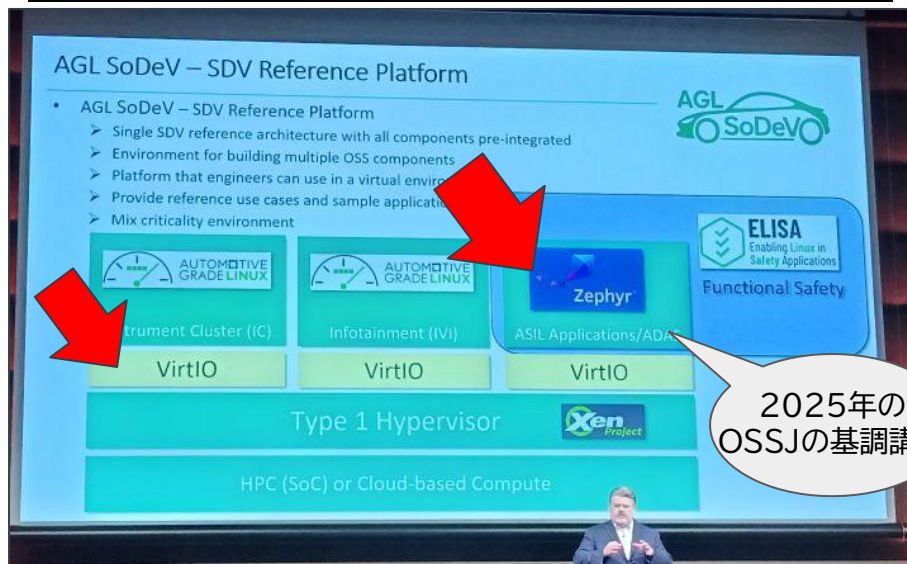 AGL SoDeV – SDV Reference Platform
• AGL SoDeV – SDV Reference Platform
➢ Single SDV reference architecture with all components pre-integrated
➢ Environment for building multiple OSS components
➢ Platform that engineers can use in a virtual
➢ Provide reference use cases and sample
➢ Mix criticality environment
AGL
SoDeV
AUTOMOTIVE
GRADE LINUX
Cluster (IC)
AUTOMOTIVE
GRADE LINUX
Infotainment (IVI)
Zephyr
ASIL Applications/ADAS
ELISA
Enabling Linux in
Safety Applications
Functional Safety
VirtIO
VirtIO
VirtIO
Type 1 Hypervisor
Xen
Project
HPC (SoC) or Cloud-based Compute
2025年の
OSSJの基調